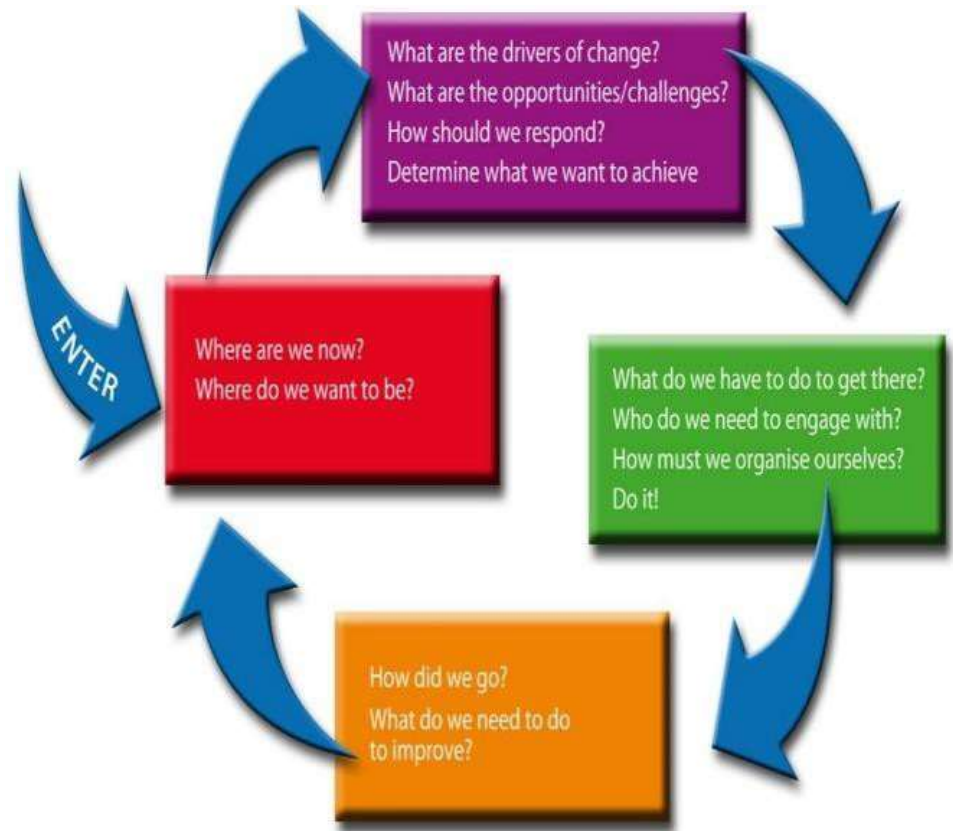 ENTER
Where are we now?
Where do we want to be?
What are the drivers of change?
What are the opportunities/challenges?
How should we respond?
Determine what we want to achieve
What do we have to do to get there?
Who do we need to engage with?
How must we organise ourselves?
Do it!
How did we go?
What do we need to do
to improve?